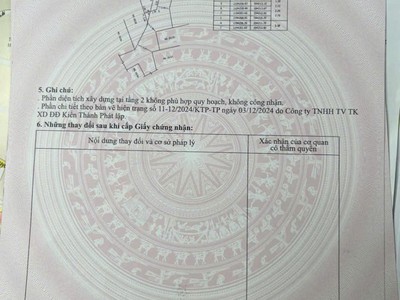 5. Ghi chú:
. Phần diện tích xây dựng tại tầng 2 không phù hợp quy hoạch, không công nhận.
. Phần chi tiết theo bản vẽ hiện trạng số 11-12/2024/KTP-TP ngày 03/12/2024 do Công ty TNHH TV TK
XD ĐĐ Kiến Thành Phát lập.
6. Những thay đổi sau khi cấp Giấy chứng nhận:
Nội dung thay đổi và cơ sở pháp lý
Xác nhận của cơ quan
có thẩm quyền